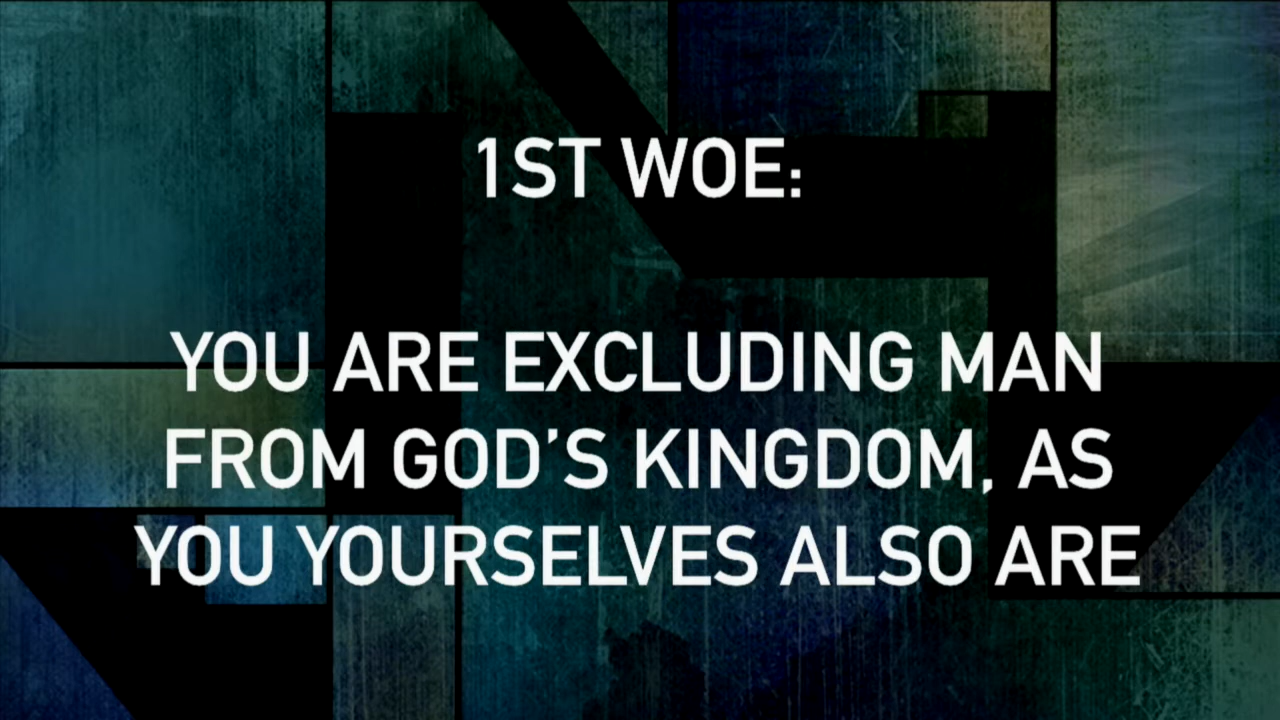 1ST WOE:
YOU ARE EXCLUDING MAN
FROM GOD’S KINGDOM, AS
YOU YOURSELVES ALSO ARE